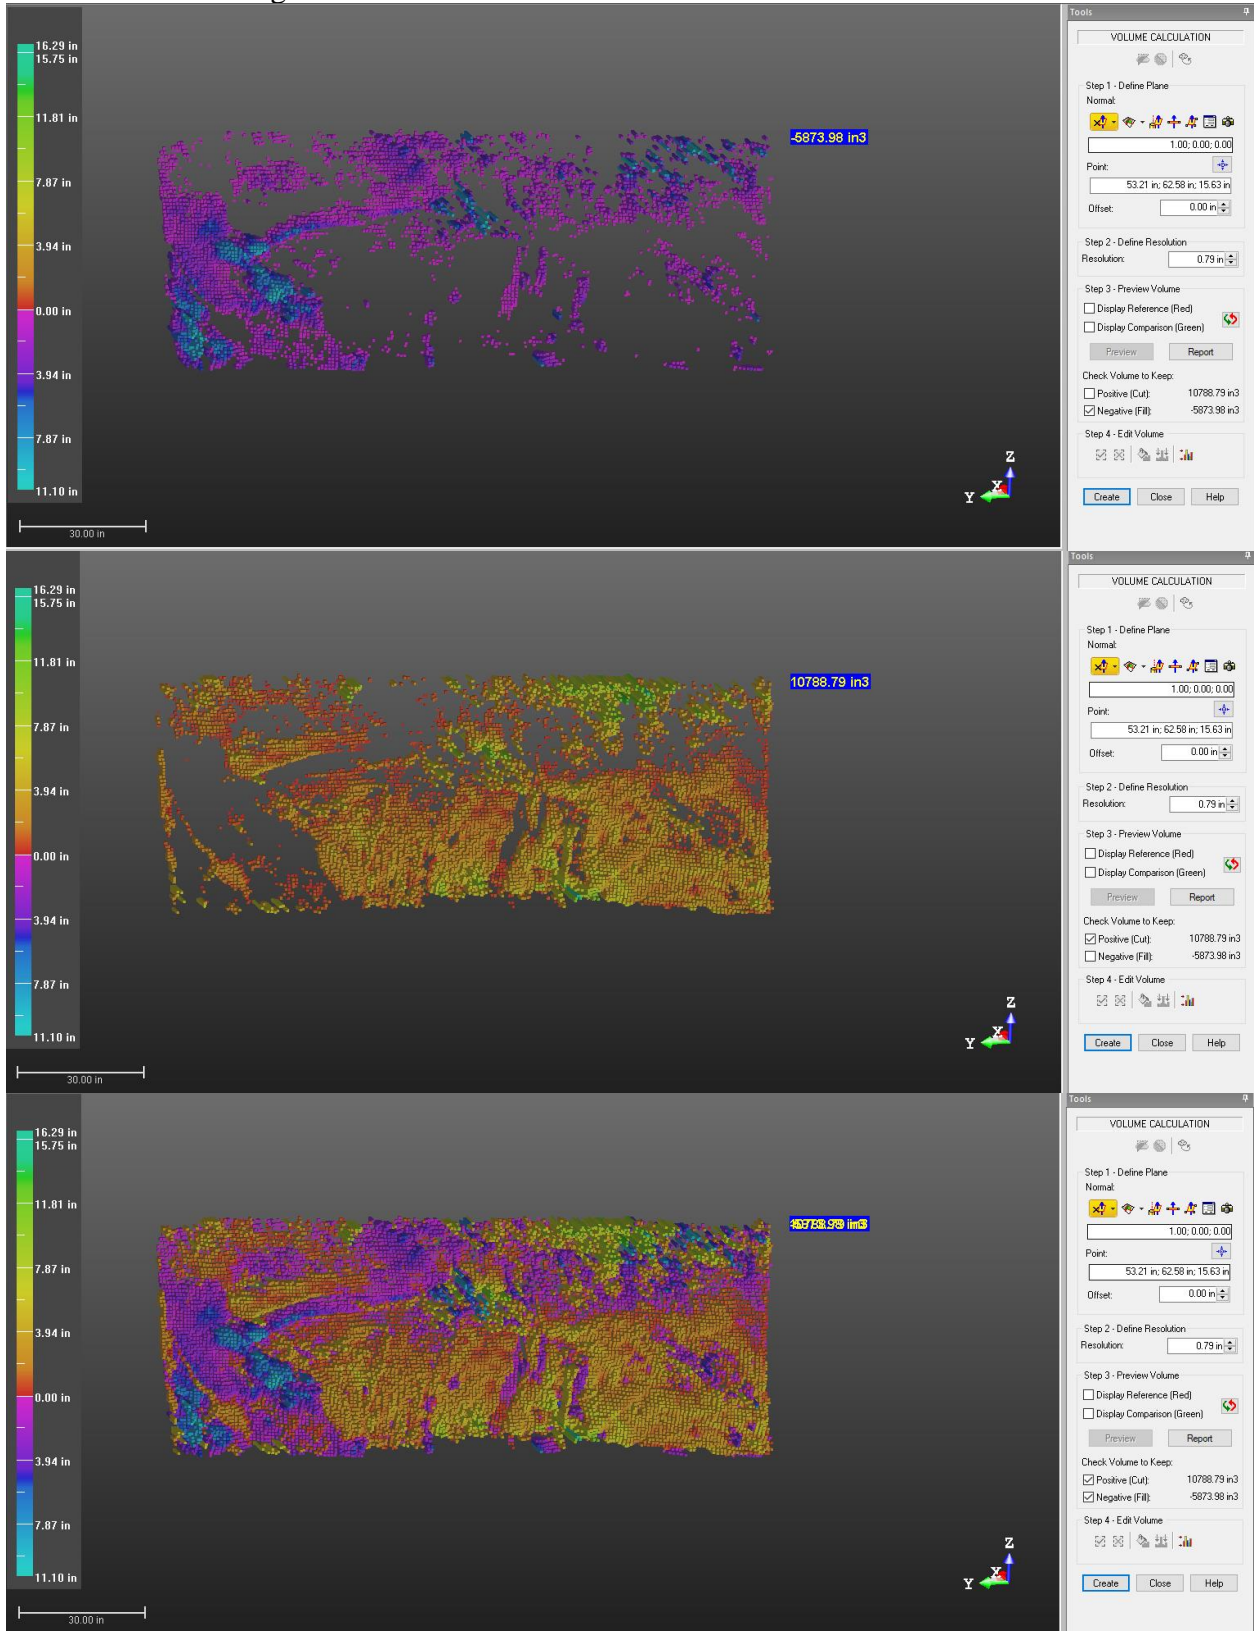 Tools
VOLUME CALCULATION
16.29 in
15.75 in
11.81 in
7.87 in
3.94 in
0.00 in
3.94 in
7.87 in
11.10 in
-5873.98 in3
Z
X
Y
30.00 in
Step 1 - Define Plane
Normal:
1.00; 0.00; 0.00
Point:
53.21 in; 62.58 in; 15.63 in
Offset: 0.00 in
Step 2 - Define Resolution
Resolution: 0.79 in
Step 3 - Preview Volume
Display Reference (Red)
Display Comparison (Green)
Preview Report
Check Volume to Keep:
Positive (Cut): 10788.79 in3
Negative (Fill): -5873.98 in3
Step 4 - Edit Volume
Create Close Help
Tools
VOLUME CALCULATION
16.29 in
15.75 in
11.81 in
7.87 in
3.94 in
0.00 in
3.94 in
7.87 in
11.10 in
10788.79 in3
Z
X
Y
30.00 in
Step 1 - Define Plane
Normal:
1.00; 0.00; 0.00
Point:
53.21 in; 62.58 in; 15.63 in
Offset: 0.00 in
Step 2 - Define Resolution
Resolution: 0.79 in
Step 3 - Preview Volume
Display Reference (Red)
Display Comparison (Green)
Preview Report
Check Volume to Keep:
Positive (Cut): 10788.79 in3
Negative (Fill): -5873.98 in3
Step 4 - Edit Volume
Create Close Help
Tools
VOLUME CALCULATION
16.29 in
15.75 in
11.81 in
7.87 in
3.94 in
0.00 in
3.94 in
7.87 in
11.10 in
Z
X
Y
30.00 in
Step 1 - Define Plane
Normal:
1.00; 0.00; 0.00
Point:
53.21 in; 62.58 in; 15.63 in
Offset: 0.00 in
Step 2 - Define Resolution
Resolution: 0.79 in
Step 3 - Preview Volume
Display Reference (Red)
Display Comparison (Green)
Preview Report
Check Volume to Keep:
Positive (Cut): 10788.79 in3
Negative (Fill): -5873.98 in3
Step 4 - Edit Volume
Create Close Help